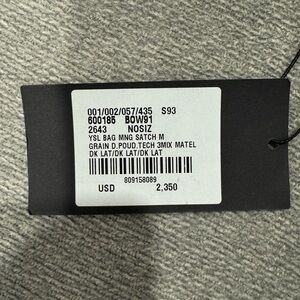 001/002/057/435 S93
600185 BOW91
2643 NOSIZ
YSL BAG MNG SATCH M
GRAIN D.POUD.TECH 3MIX MATEL
DK LAT/DK LAT/DK LAT
809158089
USD 2,350